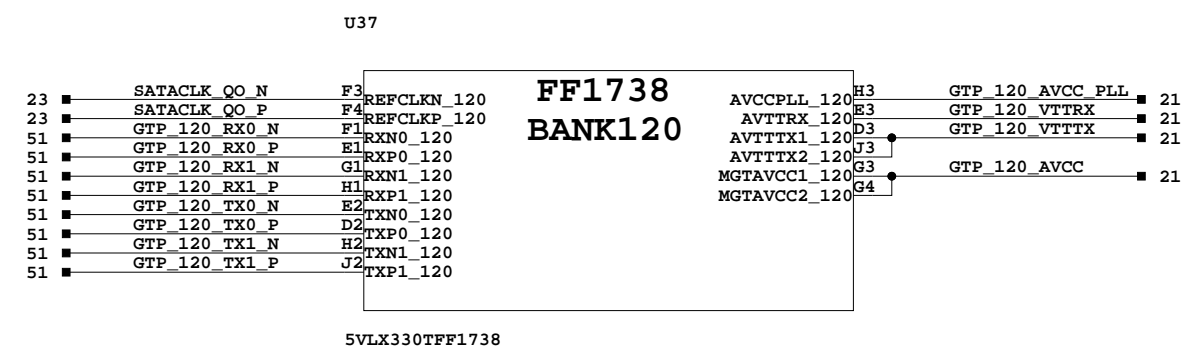 U37
FF1738
BANK120
23 SATACLK_QO_N F3 REFCLKN_120
23 SATACLK_QO_P F4 REFCLKP_120
51 GTP_120_RX0_N F1 RXN0_120
51 GTP_120_RX0_P E1 RXP0_120
51 GTP_120_RX1_N G1 RXN1_120
51 GTP_120_RX1_P H1 RXP1_120
51 GTP_120_TX0_N E2 TXN0_120
51 GTP_120_TX0_P D2 TXP0_120
51 GTP_120_TX1_N H2 TXN1_120
51 GTP_120_TX1_P J2 TXP1_120
AVCCPLL_120 H3 GTP_120_AVCC_PLL 21
AVTTRX_120 E3 GTP_120_VTTRX 21
AVTTTX1_120 D3 GTP_120_VTTTX 21
AVTTTX2_120 J3
MGTAVCC1_120 G3 GTP_120_AVCC 21
MGTAVCC2_120 G4
5VLX330TFF1738